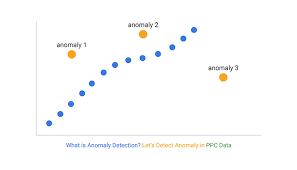 anomaly 2
anomaly 1
anomaly 3
What is Anomaly Detection? Let's Detect Anomaly in PPC Data